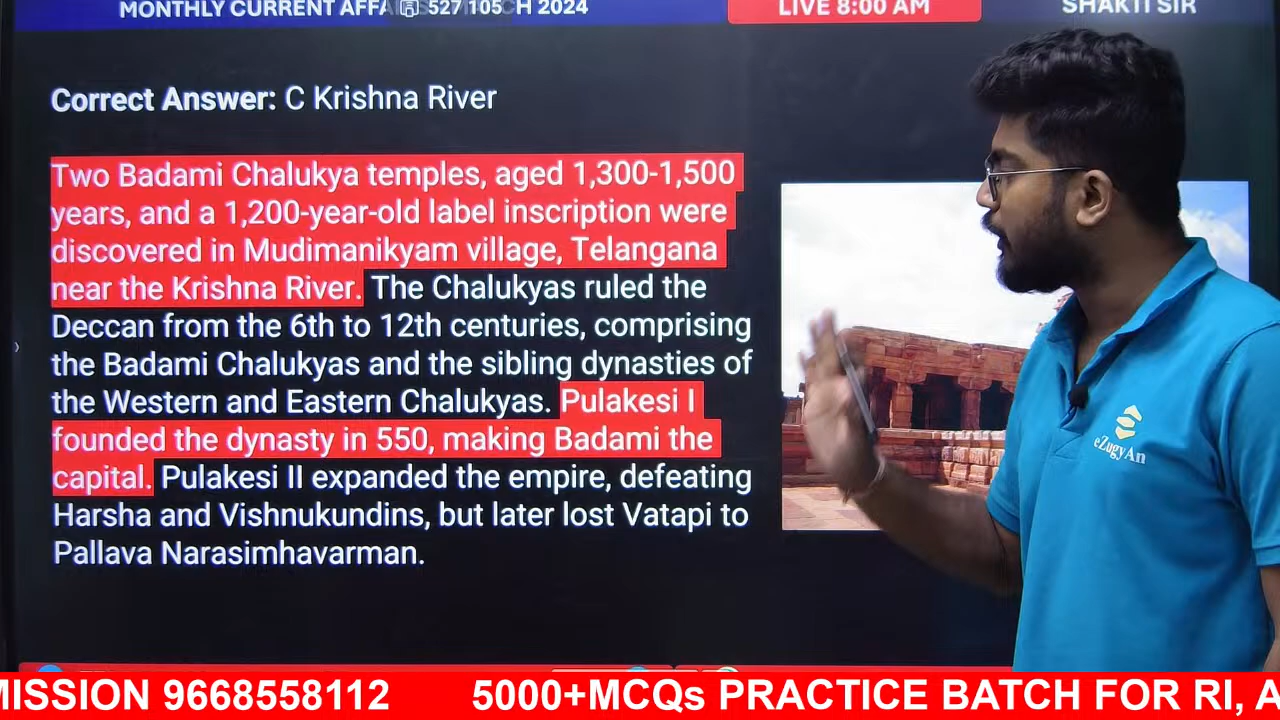 MONTHLY CURRENT AFFA 527 105 CH 2024
LIVE 8:00 AM
SHAKTI SIR
Correct Answer: C Krishna River
Two Badami Chalukya temples, aged 1,300-1,500
years, and a 1,200-year-old label inscription were
discovered in Mudimanikyam village, Telangana
near the Krishna River. The Chalukyas ruled the
Deccan from the 6th to 12th centuries, comprising
the Badami Chalukyas and the sibling dynasties of
the Western and Eastern Chalukyas. Pulakesi I
founded the dynasty in 550, making Badami the
capital. Pulakesi II expanded the empire, defeating
Harsha and Vishnukundins, but later lost Vatapi to
Pallava Narasimhavarman.
eZugyAn
MISSION 9668558112 5000+MCQs PRACTICE BATCH FOR RI, A